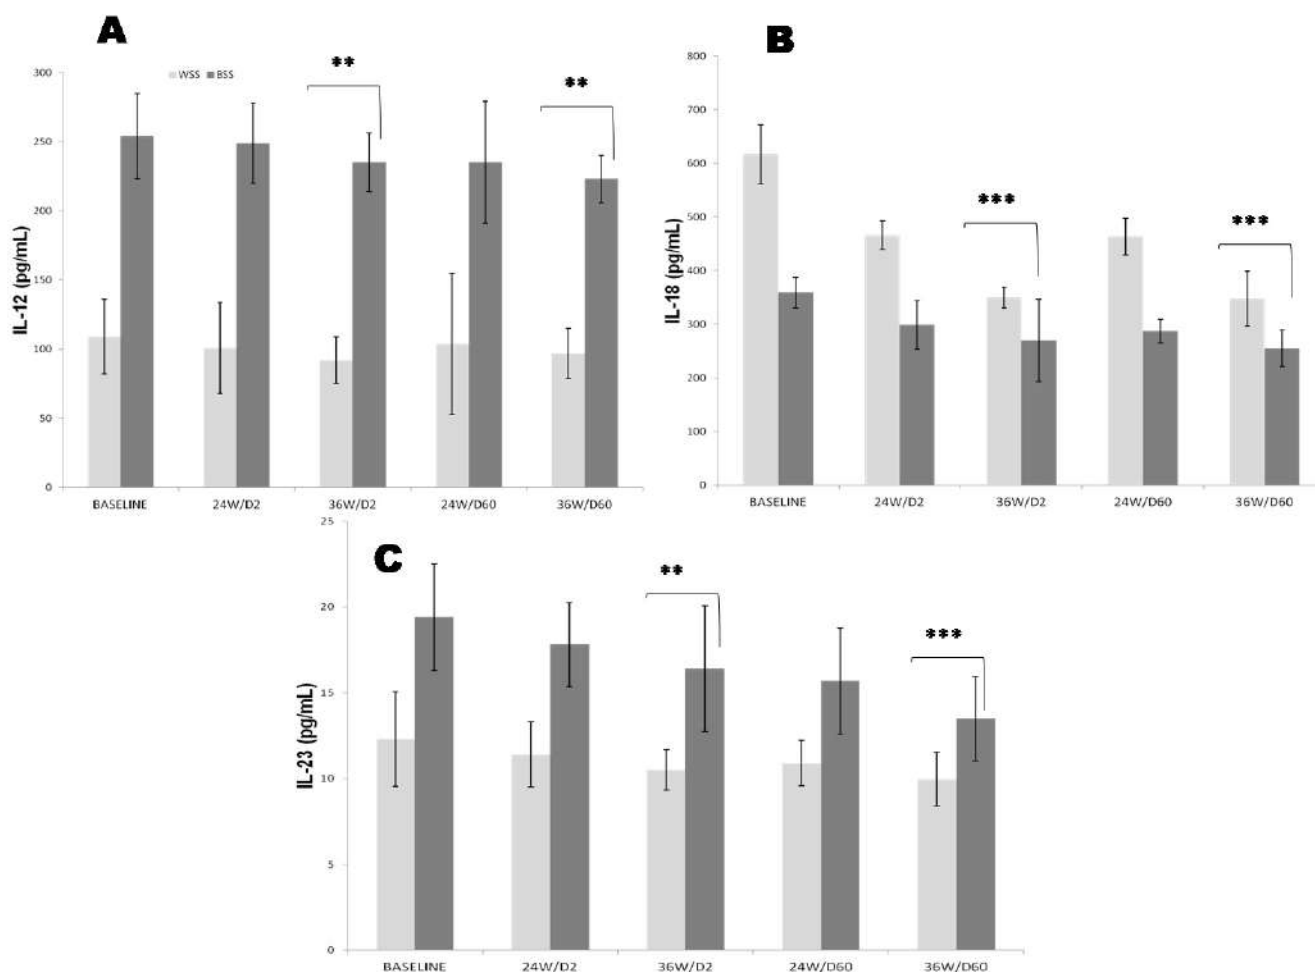 A
B
WSS BSS
** **
300
250
200
150
100
50
0
IL-12 (pg/mL)
BASELINE 24W/D2 36W/D2 24W/D60 36W/D60
800
700
600
500
400
300
200
100
0
IL-18 (pg/mL)
*** ***
BASELINE 24W/D2 36W/D2 24W/D60 36W/D60
C
25
20
15
10
5
0
IL-23 (pg/mL)
** ***
BASELINE 24W/D2 36W/D2 24W/D60 36W/D60